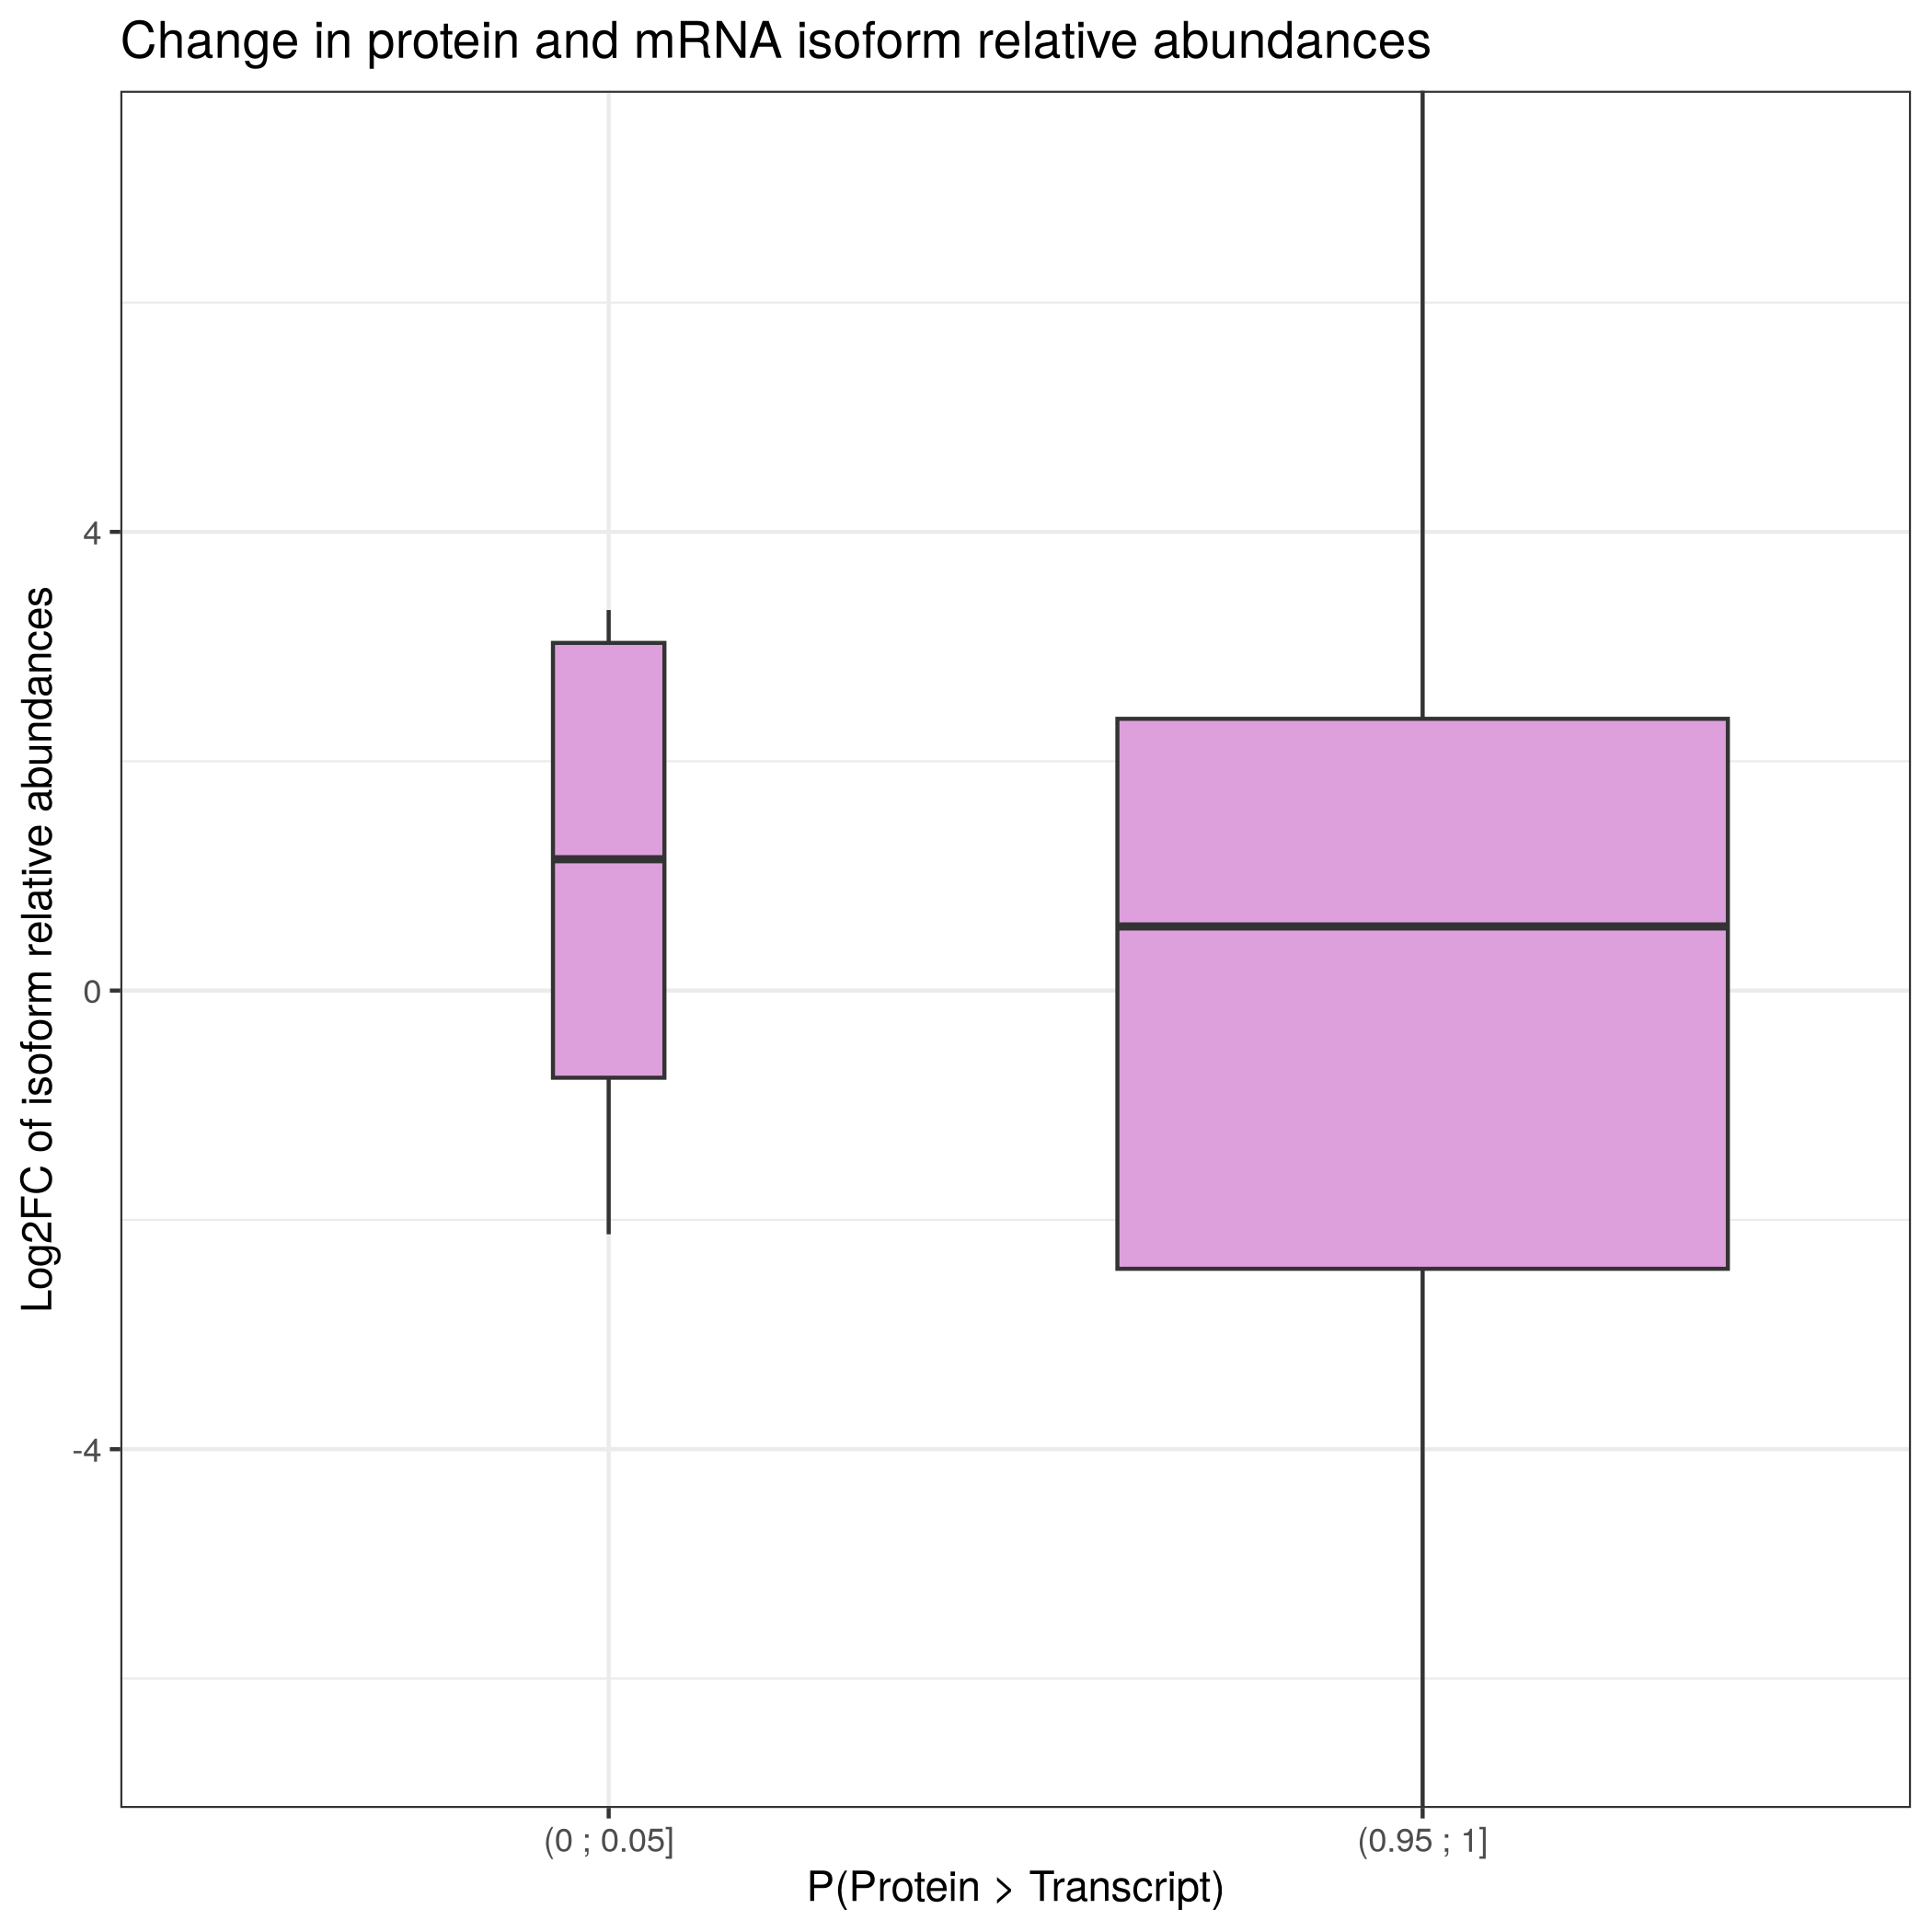 Change in protein and mRNA isoform relative abundances
Log2FC of isoform relative abundances
4
0
-4
(0 ; 0.05]
(0.95 ; 1]
P(Protein > Transcript)